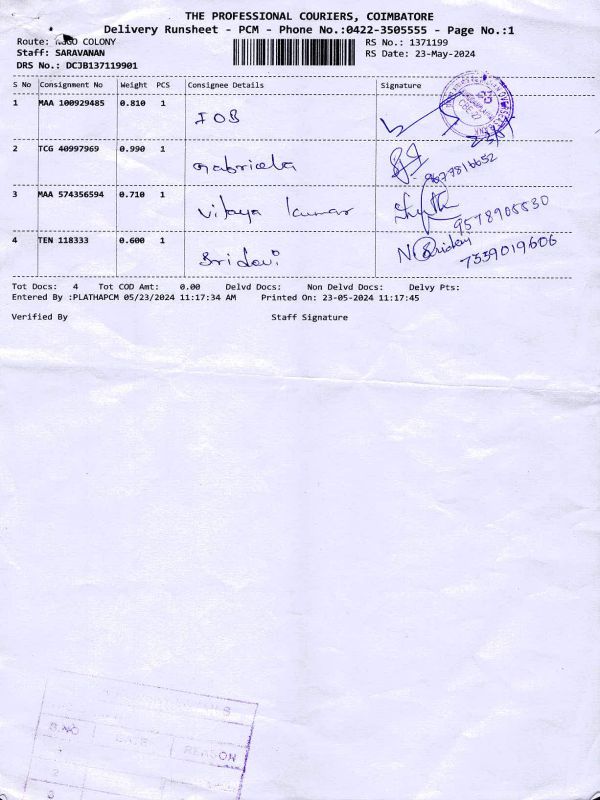 THE PROFESSIONAL COURIERS, COIMBATORE
Delivery Runsheet - PCM - Phone No.:0422-3505555 - Page No.:1
Route: COLONY
RS No.: 1371199
Staff: SARAVANAN
RS Date: 23-May-2024
DRS No.: DCJB137119901
S No Consignment No Weight PCS Consignee Details Signature
1 MAA 100929485 0.810 1 IOB
2 TCG 40997969 0.990 1 Gabriela 9677816652
3 MAA 574356594 0.710 1 Vijaya kumar 9578905530
4 TEN 118333 0.600 1 Sridevi N Sridevi 7339019606
Tot Docs: 4 Tot COD Amt: 0.00 Delvd Docs: Non Delvd Docs: Delvy Pts:
Entered By :PLATHAPCM 05/23/2024 11:17:34 AM Printed On: 23-05-2024 11:17:45
Verified By Staff Signature
S.NO DATE REASON
2
3